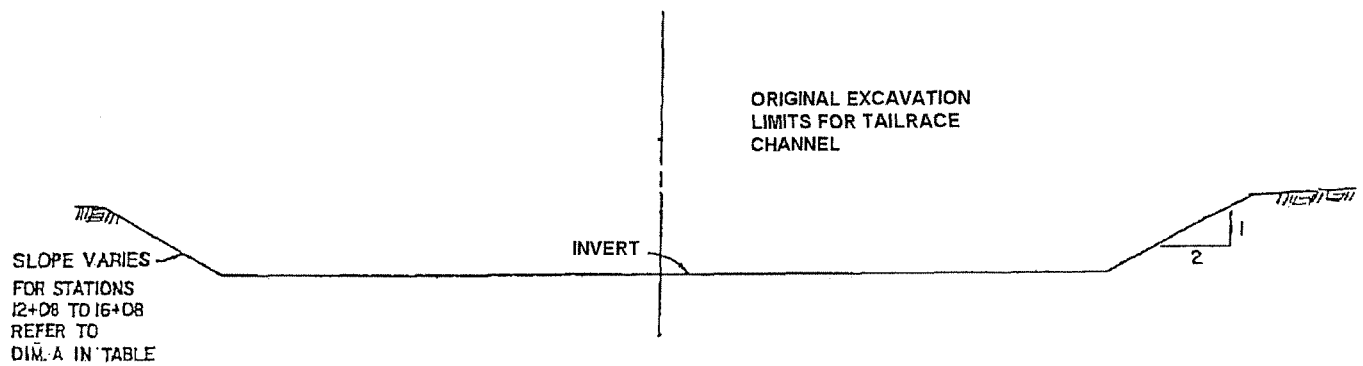 ORIGINAL EXCAVATION
LIMITS FOR TAILRACE
CHANNEL
INVERT
1
2
SLOPE VARIES
FOR STATIONS
12+08 TO 16+08
REFER TO
DIM. A IN TABLE